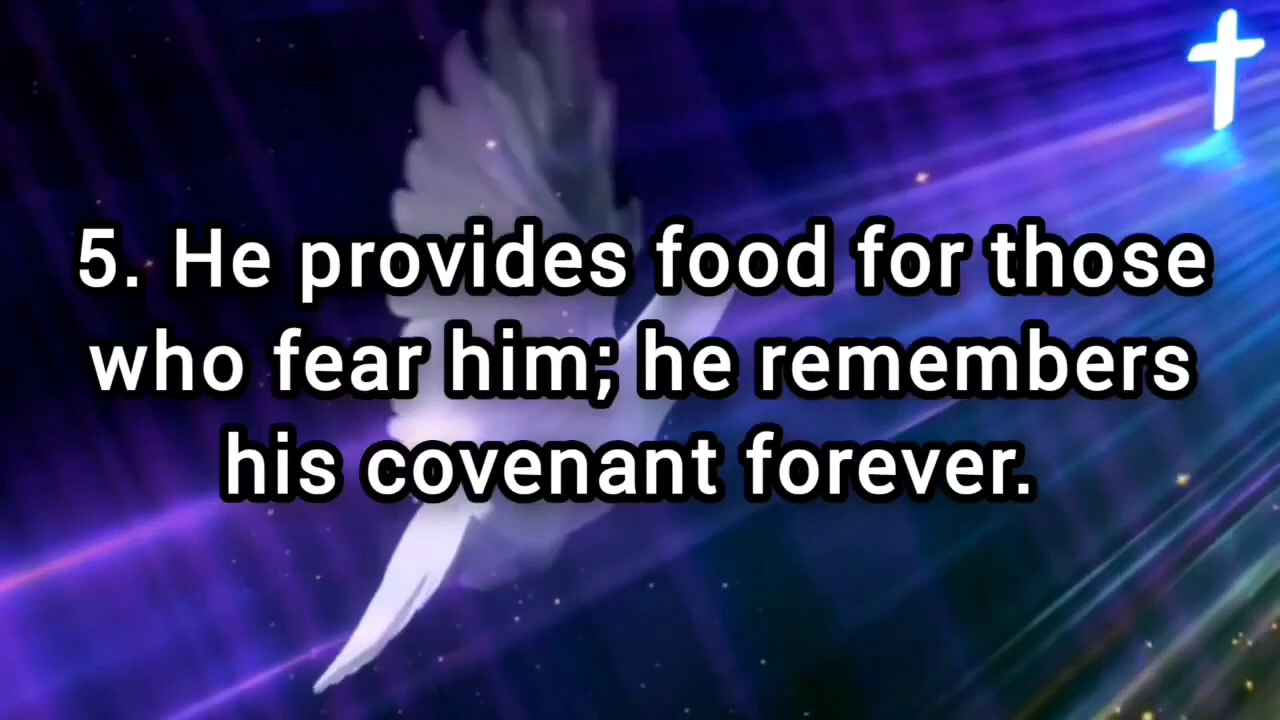 5. He provides food for those
who fear him; he remembers
his covenant forever.